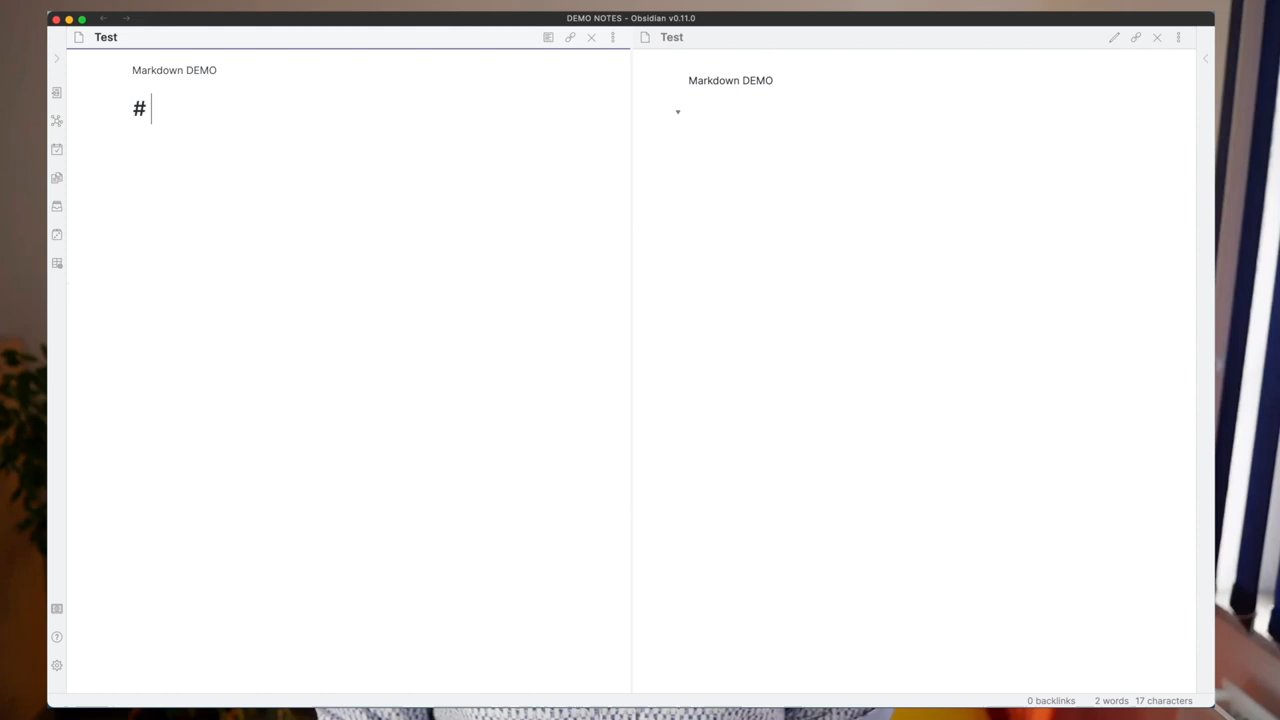 DEMO NOTES - Obsidian v0.11.0
Test
Test
Markdown DEMO
#
Markdown DEMO
0 backlinks 2 words 17 characters